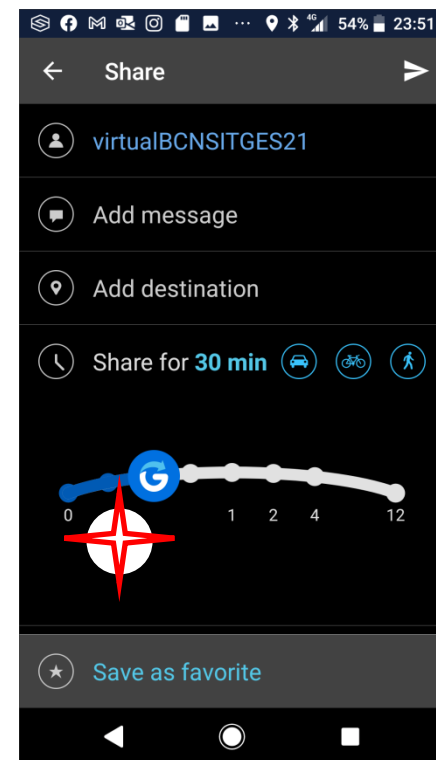 4G 54% 23:51
Share
virtualBCNSITGES21
Add message
Add destination
Share for 30 min
G
0 1 2 4 12
Save as favorite